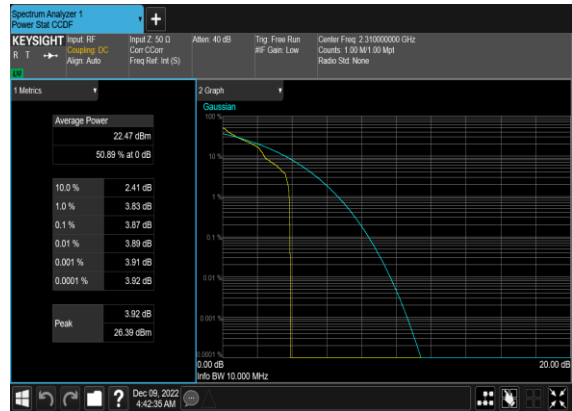 Spectrum Analyzer 1
Power Stat CCDF
KEYSIGHT
R T
LV
Input: RF
Coupling: DC
Align: Auto
Input Z: 50 Ω
Corr CCorr
Freq Ref: Int (S)
Atten: 40 dB
Trig: Free Run
#IF Gain: Low
Center Freq: 2.310000000 GHz
Counts: 1.00 M/1.00 Mpt
Radio Std: None
1 Metrics
Average Power
22.47 dBm
50.89 % at 0 dB
10.0 % 2.41 dB
1.0 % 3.83 dB
0.1 % 3.87 dB
0.01 % 3.89 dB
0.001 % 3.91 dB
0.0001 % 3.92 dB
Peak
3.92 dB
26.39 dBm
2 Graph
Gaussian
100 %
10 %
1 %
0.1 %
0.01 %
0.001 %
0.0001 %
0.00 dB
20.00 dB
Info BW 10.000 MHz
?
Dec 09, 2022
4:42:35 AM